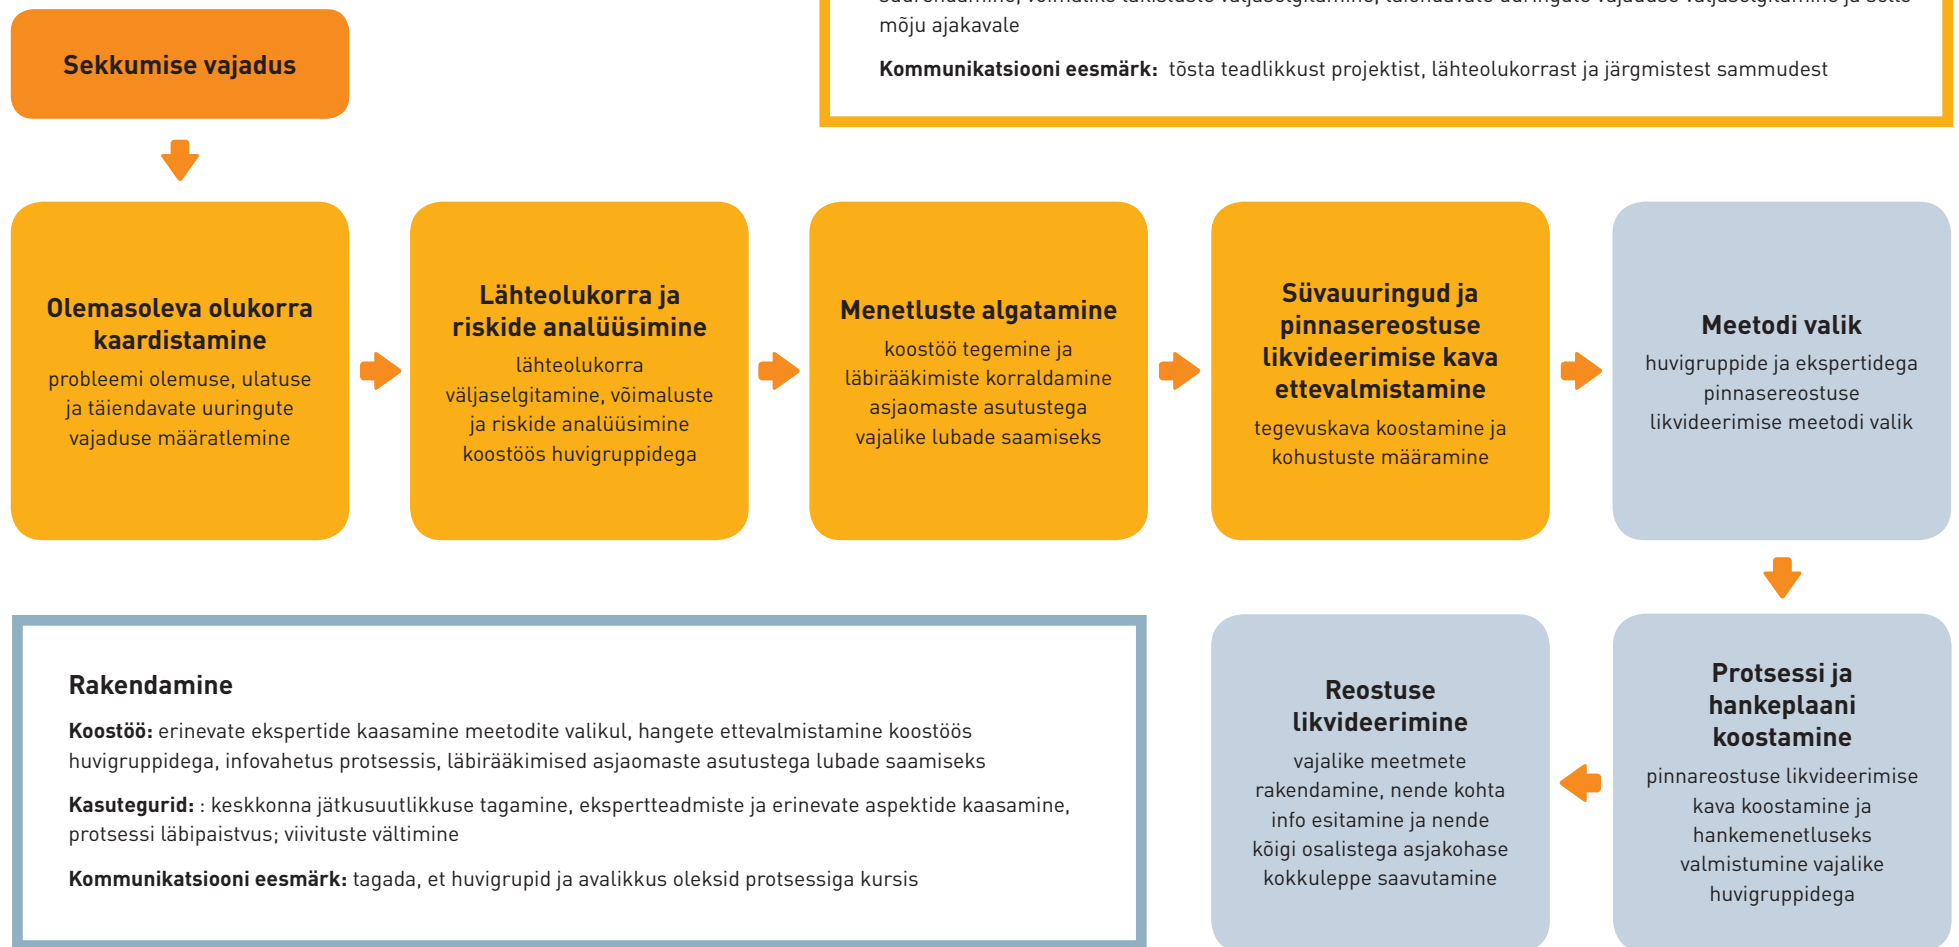 mõju ajakavale
Kommunikatsiooni eesmärk: tõsta teadlikkust projektist, lähteolukorrast ja järgmistest sammudest
Sekkumise vajadus
Olemasoleva olukorra
kaardistamine
probleemi olemuse, ulatuse
ja täiendavate uuringute
vajaduse määratlemine
Lähteolukorra ja
riskide analüüsimine
lähteolukorra
väljaselgitamine, võimaluste
ja riskide analüüsimine
koostöös huvigruppidega
Menetluste algatamine
koostöö tegemine ja
läbirääkimiste korraldamine
asjaomaste asutustega
vajalike lubade saamiseks
Süvauuringud ja
pinnasereostuse
likvideerimise kava
ettevalmistamine
tegevuskava koostamine ja
kohustuste määramine
Meetodi valik
huvigruppide ja ekspertidega
pinnasereostuse
likvideerimise meetodi valik
Protsessi ja
hankeplaani
koostamine
pinnareostuse likvideerimise
kava koostamine ja
hankemenetluseks
valmistumine vajalike
huvigruppidega
Reostuse
likvideerimine
vajalike meetmete
rakendamine, nende kohta
info esitamine ja nende
kõigi osalistega asjakohase
kokkuleppe saavutamine
Rakendamine
Koostöö: erinevate ekspertide kaasamine meetodite valikul, hangete ettevalmistamine koostöös
huvigruppidega, infovahetus protsessis, läbirääkimised asjaomaste asutustega lubade saamiseks
Kasutegurid: : keskkonna jätkusuutlikkuse tagamine, ekspertteadmiste ja erinevate aspektide kaasamine,
protsessi läbipaistvus; viivituste vältimine
Kommunikatsiooni eesmärk: tagada, et huvigrupid ja avalikkus oleksid protsessiga kursis